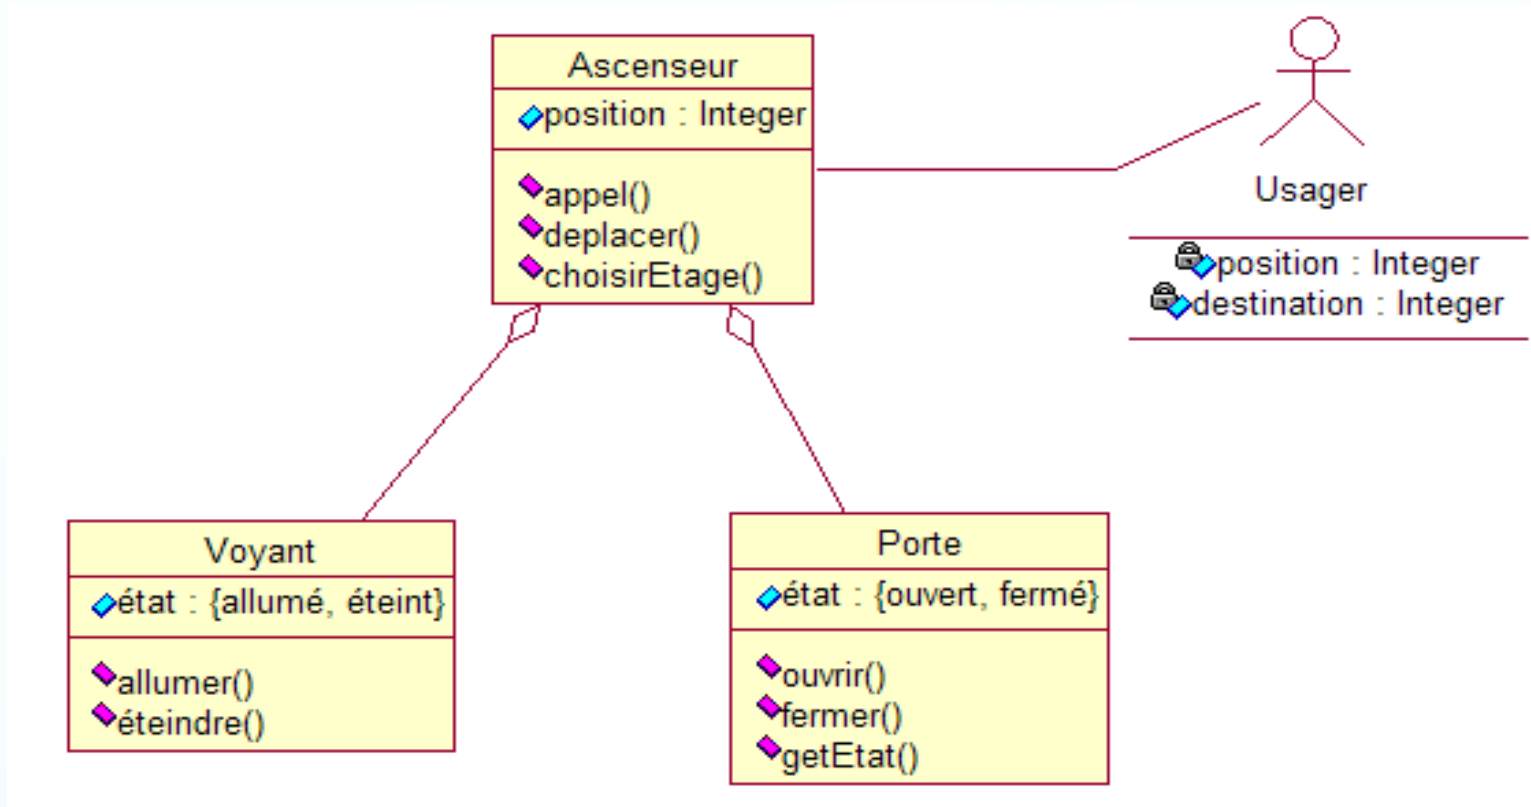 Ascenseur
position : Integer
appel()
deplacer()
choisirEtage()
Usager
position : Integer
destination : Integer
Voyant
état : {allumé, éteint}
allumer()
éteindre()
Porte
état : {ouvert, fermé}
ouvrir()
fermer()
getEtat()